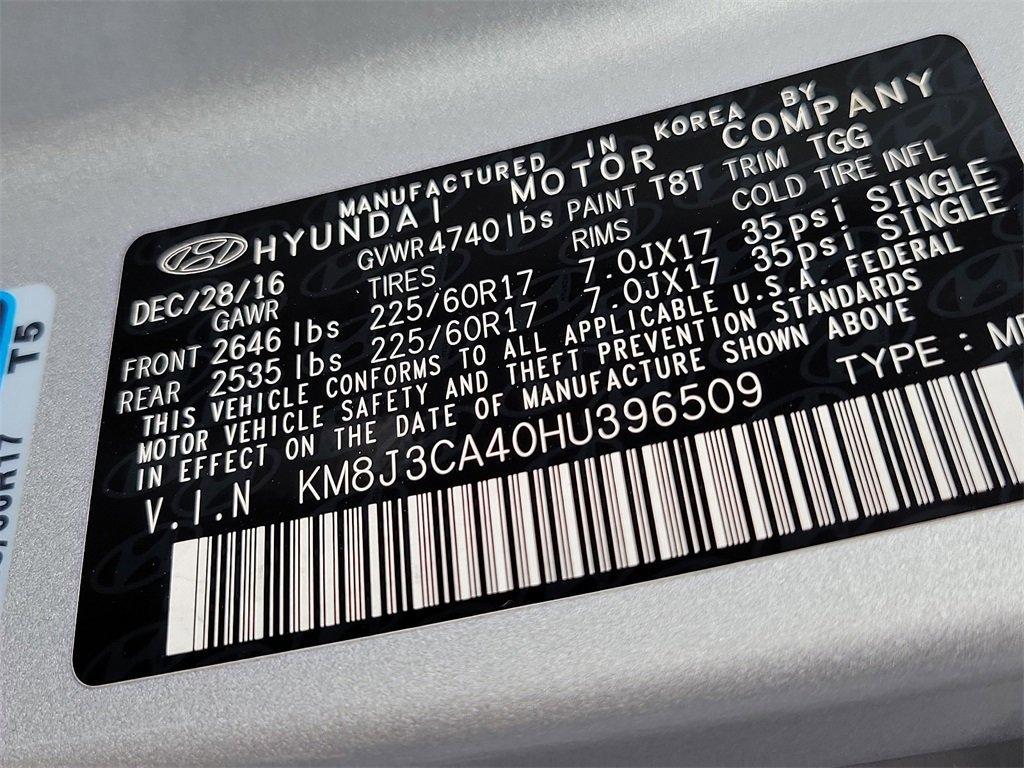 MANUFACTURED IN KOREA BY
HYUNDAI MOTOR COMPANY
DEC/28/16 GVWR 4740 lbs PAINT T8T TRIM TGG
GAWR TIRES RIMS COLD TIRE INFL
FRONT 2646 lbs 225/60R17 7.0JX17 35psi SINGLE
REAR 2535 lbs 225/60R17 7.0JX17 35psi SINGLE
THIS VEHICLE CONFORMS TO ALL APPLICABLE U.S.A. FEDERAL
MOTOR VEHICLE SAFETY AND THEFT PREVENTION STANDARDS
IN EFFECT ON THE DATE OF MANUFACTURE SHOWN ABOVE
V.I.N KM8J3CA40HU396509 TYPE : 
T5